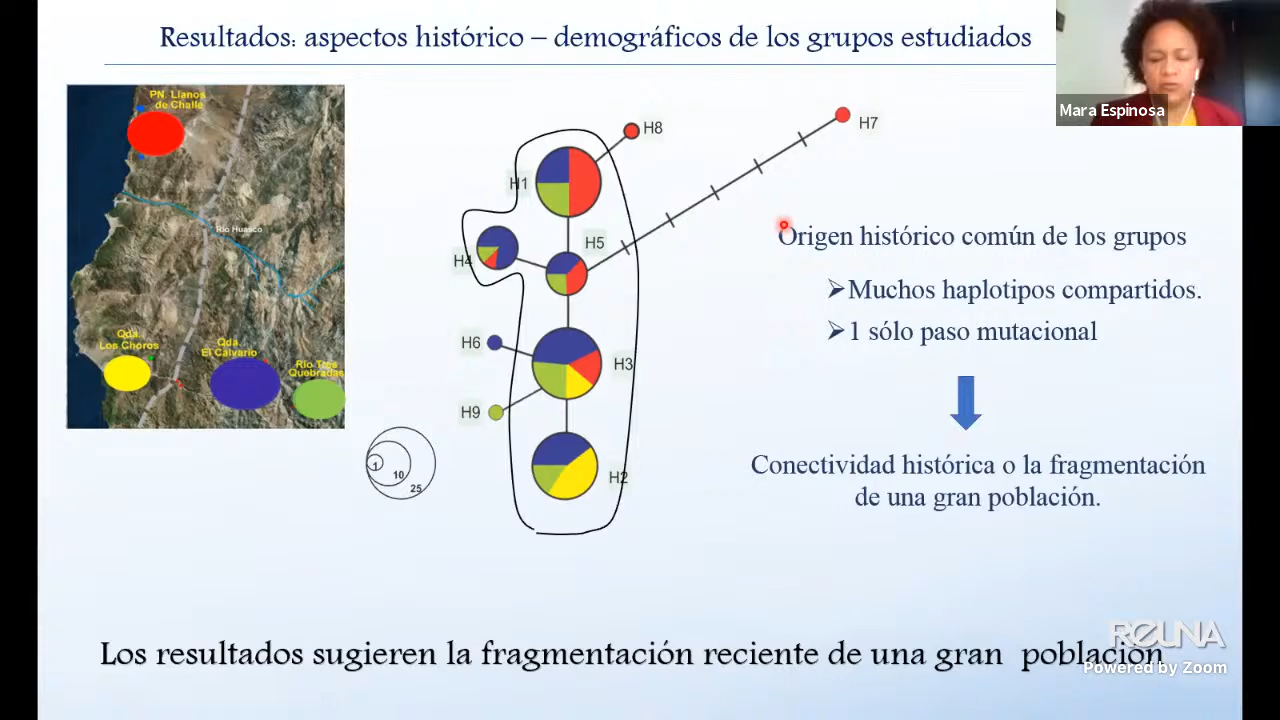 Resultados: aspectos histórico – demográficos de los grupos estudiados
Mara Espinosa
PN. Llanos
de Challe
Río Huasco
Qda.
Los Choros
Qda.
El Calvario
Río Tres
Quebradas
H8
H7
H1
H5
H4
H6
H3
H9
H2
1
10
25
Origen histórico común de los grupos
➢Muchos haplotipos compartidos.
➢1 sólo paso mutacional
Conectividad histórica o la fragmentación
de una gran población.
Los resultados sugieren la fragmentación reciente de una gran población
REUNA
Powered by Zoom